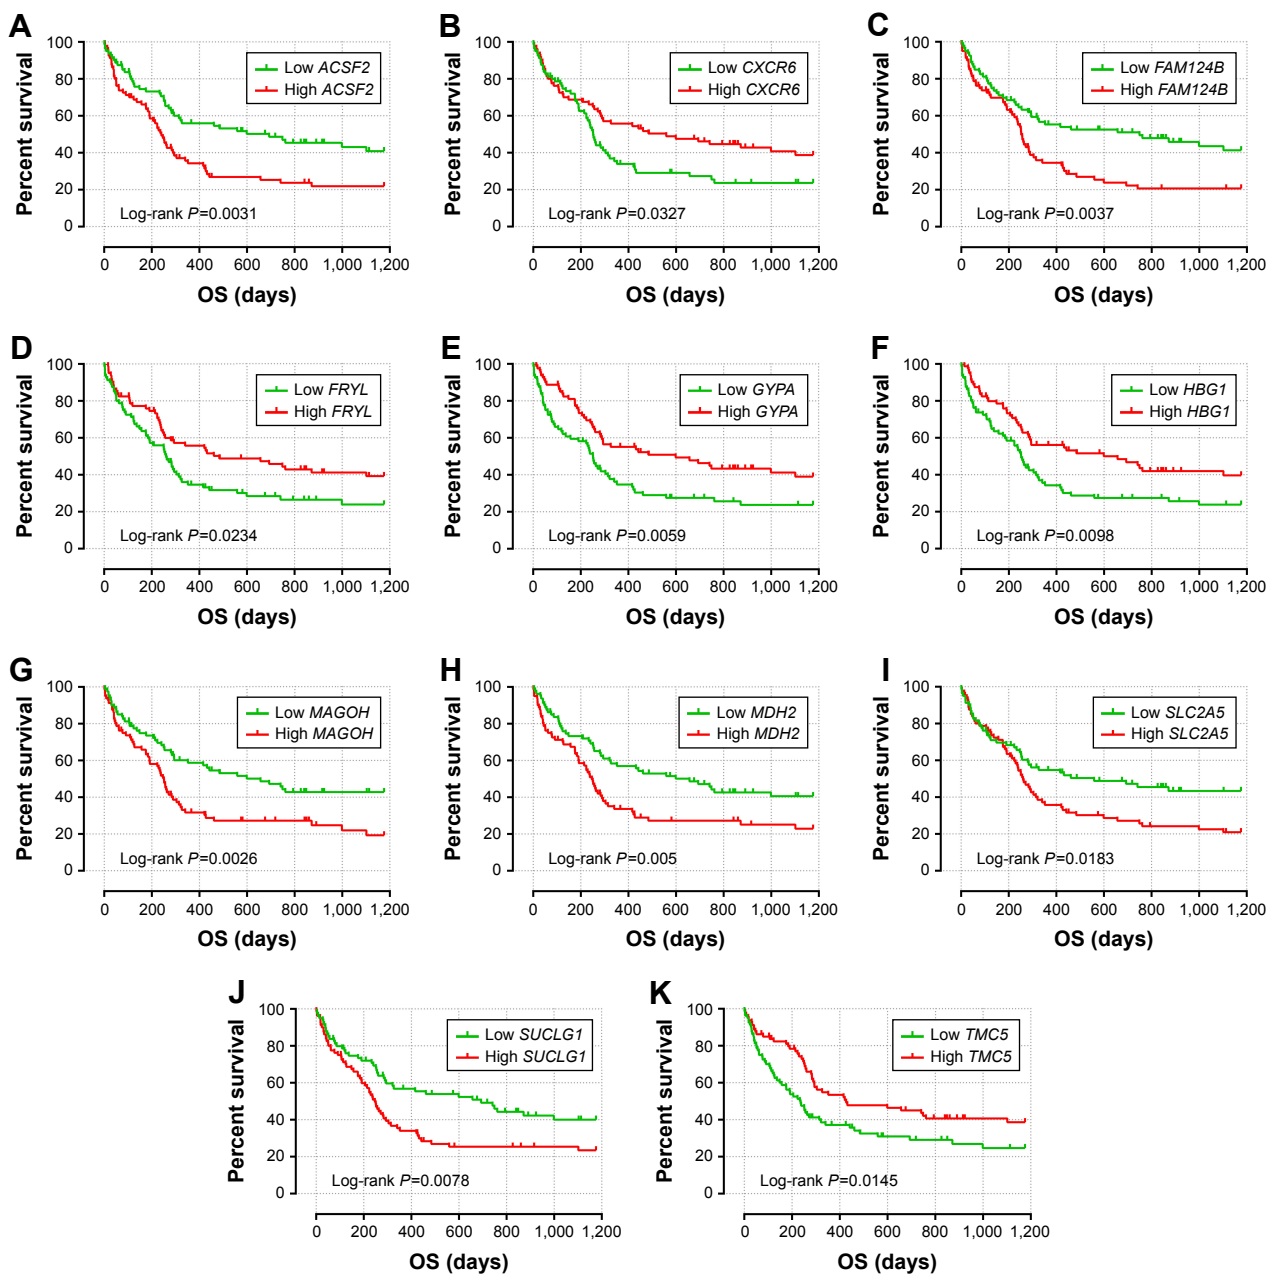 A
Percent survival
100
80
60
40
20
0
Low ACSF2
High ACSF2
Log-rank P=0.0031
0 200 400 600 800 1,000 1,200
OS (days)
B
Percent survival
100
80
60
40
20
0
Low CXCR6
High CXCR6
Log-rank P=0.0327
0 200 400 600 800 1,000 1,200
OS (days)
C
Percent survival
100
80
60
40
20
0
Low FAM124B
High FAM124B
Log-rank P=0.0037
0 200 400 600 800 1,000 1,200
OS (days)
D
Percent survival
100
80
60
40
20
0
Low FRYL
High FRYL
Log-rank P=0.0234
0 200 400 600 800 1,000 1,200
OS (days)
E
Percent survival
100
80
60
40
20
0
Low GYPA
High GYPA
Log-rank P=0.0059
0 200 400 600 800 1,000 1,200
OS (days)
F
Percent survival
100
80
60
40
20
0
Low HBG1
High HBG1
Log-rank P=0.0098
0 200 400 600 800 1,000 1,200
OS (days)
G
Percent survival
100
80
60
40
20
0
Low MAGOH
High MAGOH
Log-rank P=0.0026
0 200 400 600 800 1,000 1,200
OS (days)
H
Percent survival
100
80
60
40
20
0
Low MDH2
High MDH2
Log-rank P=0.005
0 200 400 600 800 1,000 1,200
OS (days)
I
Percent survival
100
80
60
40
20
0
Low SLC2A5
High SLC2A5
Log-rank P=0.0183
0 200 400 600 800 1,000 1,200
OS (days)
J
Percent survival
100
80
60
40
20
0
Low SUCLG1
High SUCLG1
Log-rank P=0.0078
0 200 400 600 800 1,000 1,200
OS (days)
K
Percent survival
100
80
60
40
20
0
Low TMC5
High TMC5
Log-rank P=0.0145
0 200 400 600 800 1,000 1,200
OS (days)